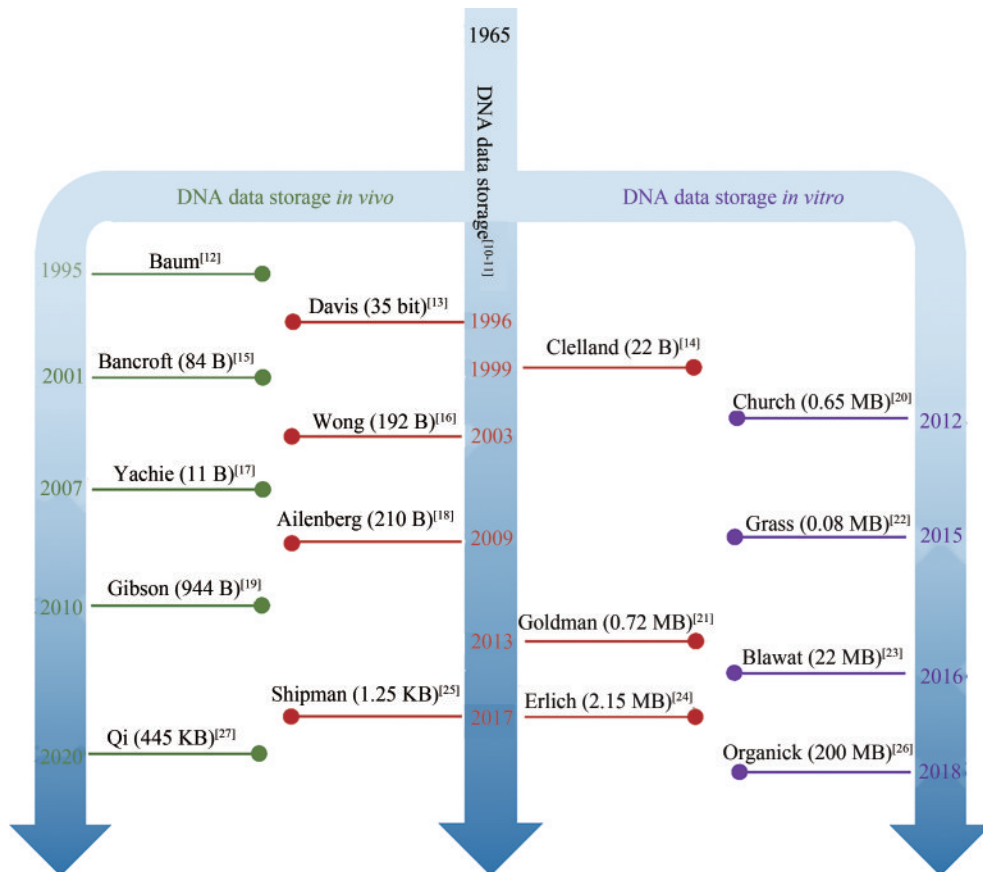 1965
DNA data storage[10-11]
DNA data storage in vivo
DNA data storage in vitro
1995
Baum[12]
Davis (35 bit)[13]
1996
1999
Clelland (22 B)[14]
2001
Bancroft (84 B)[15]
Church (0.65 MB)[20]
2012
Wong (192 B)[16]
2003
2007
Yachie (11 B)[17]
Ailenberg (210 B)[18]
2009
Grass (0.08 MB)[22]
2015
2010
Gibson (944 B)[19]
2013
Goldman (0.72 MB)[21]
Blawat (22 MB)[23]
2016
Shipman (1.25 KB)[25]
2017
Erlich (2.15 MB)[24]
2020
Qi (445 KB)[27]
Organick (200 MB)[26]
2018